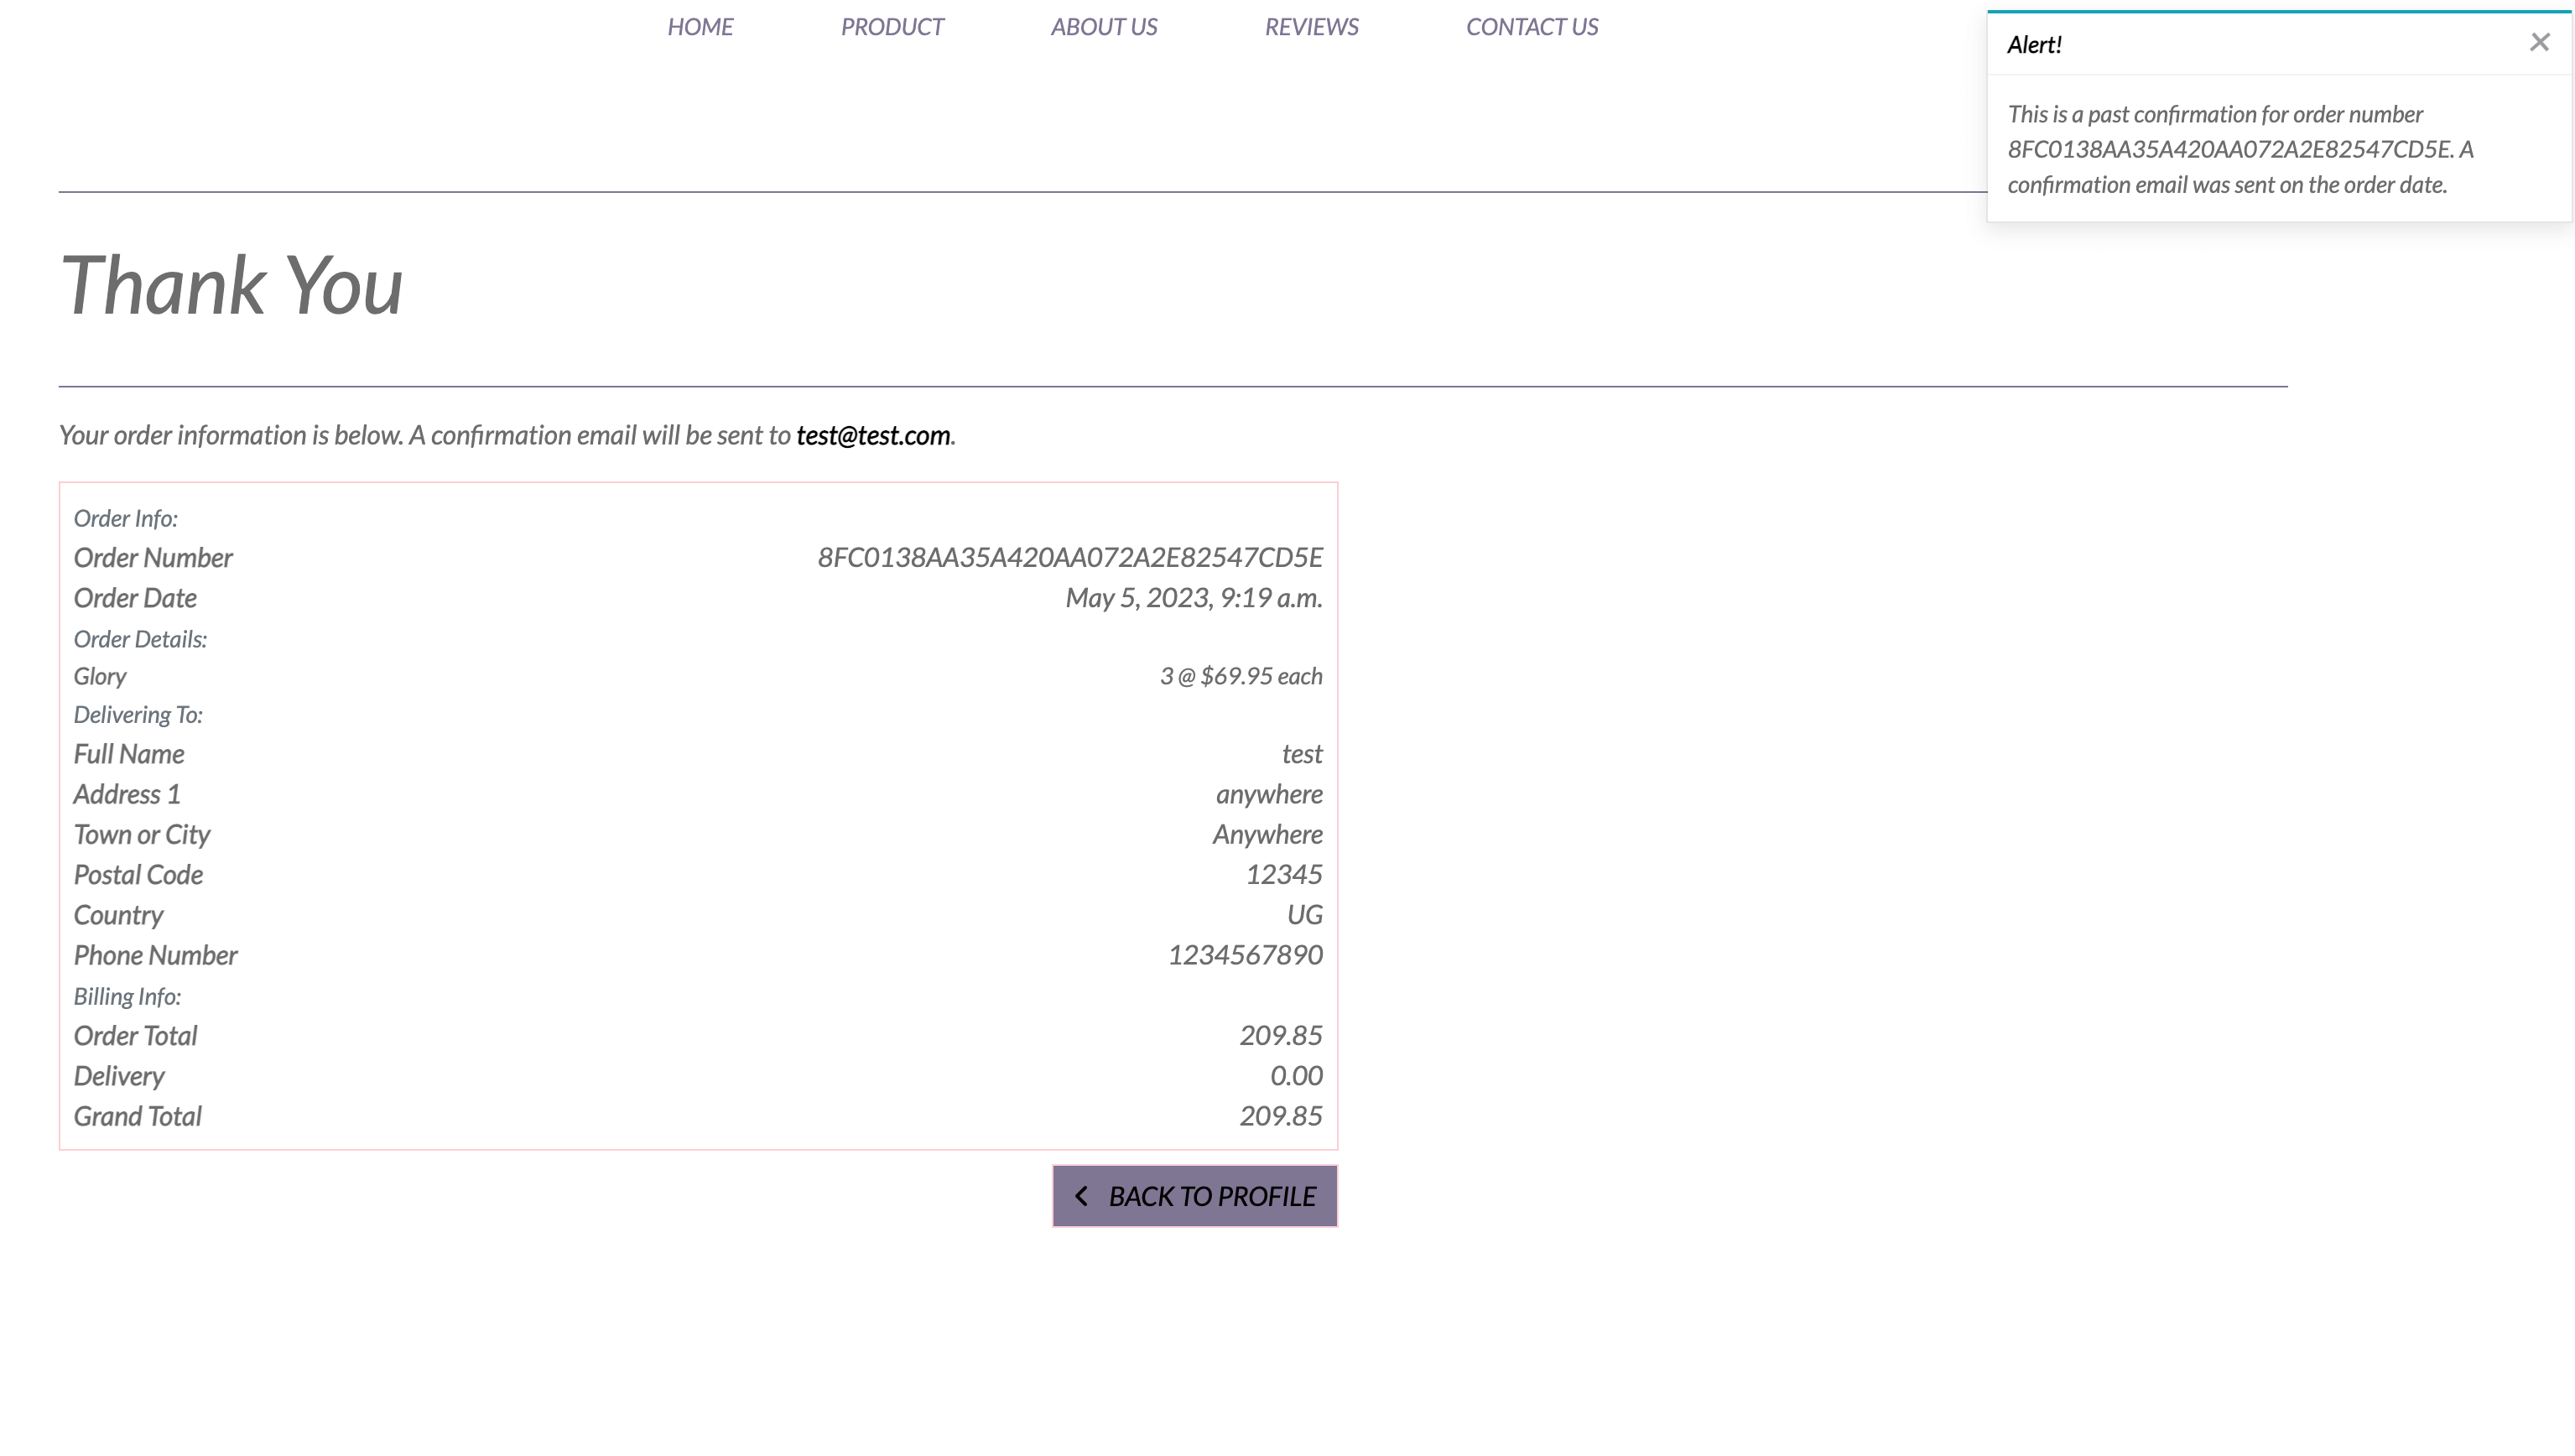 HOME PRODUCT ABOUT US REVIEWS CONTACT US
Alert!
This is a past confirmation for order number
8FC0138AA35A420AA072A2E82547CD5E. A
confirmation email was sent on the order date.
Thank You
Your order information is below. A confirmation email will be sent to test@test.com.
Order Info:
Order Number 8FC0138AA35A420AA072A2E82547CD5E
Order Date May 5, 2023, 9:19 a.m.
Order Details:
Glory 3 @ $69.95 each
Delivering To:
Full Name test
Address 1 anywhere
Town or City Anywhere
Postal Code 12345
Country UG
Phone Number 1234567890
Billing Info:
Order Total 209.85
Delivery 0.00
Grand Total 209.85
BACK TO PROFILE